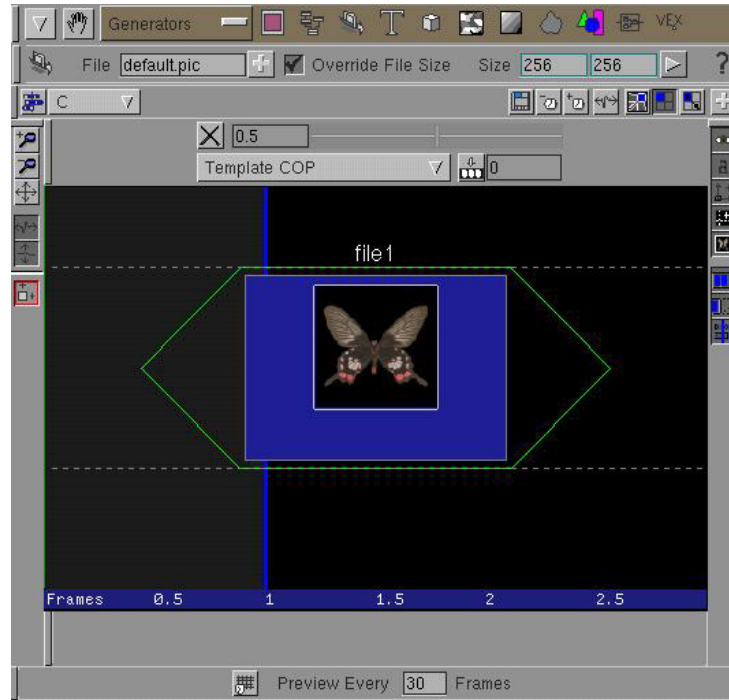 Generators VEX
File default.pic Override File Size Size 256 256 ?
C
0.5
Template COP 0
a
file1
Frames 0.5 1 1.5 2 2.5
Preview Every 30 Frames